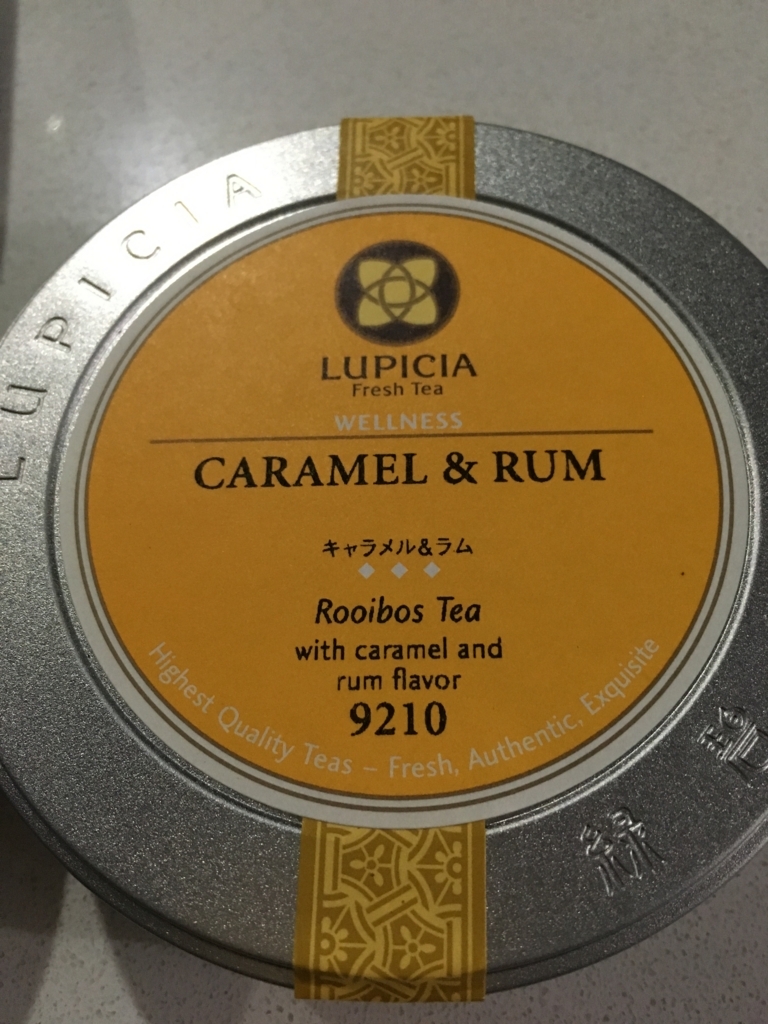 LUPICIA
LUPICIA
Fresh Tea
WELLNESS
CARAMEL & RUM
キャラメル&ラム
Rooibos Tea
with caramel and
rum flavor
9210
Highest Quality Teas – Fresh, Authentic, Exquisite